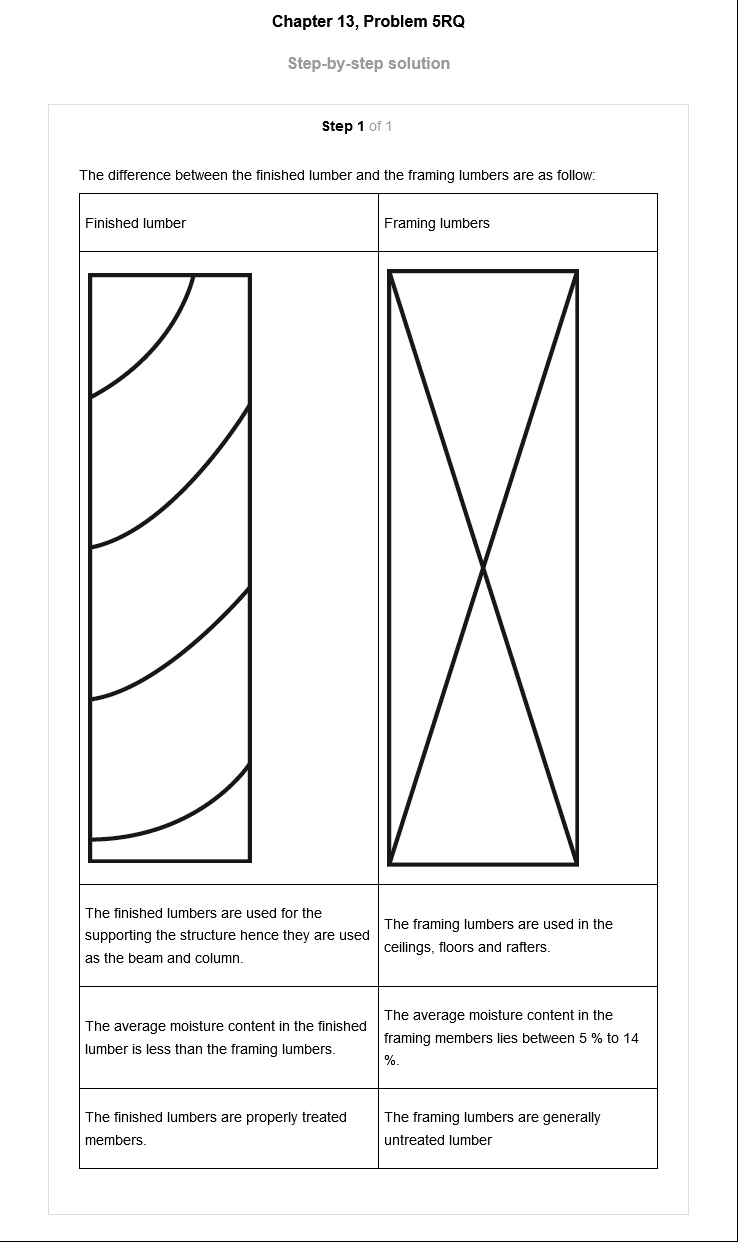 Chapter 13, Problem 5RQ
Step-by-step solution
Step 1 of 1
The difference between the finished lumber and the framing lumbers are as follow:
Finished lumber
Framing lumbers
The finished lumbers are used for the
supporting the structure hence they are used
as the beam and column.
The framing lumbers are used in the
ceilings, floors and rafters.
The average moisture content in the finished
lumber is less than the framing lumbers.
The average moisture content in the
framing members lies between 5 % to 14
%.
The finished lumbers are properly treated
members.
The framing lumbers are generally
untreated lumber